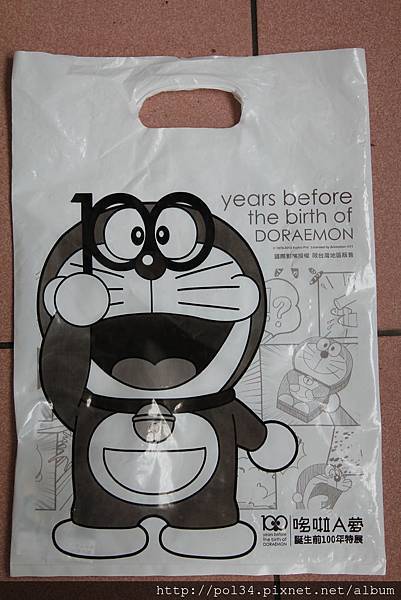 100
years before
the birth of
DORAEMON
國際影業授權 限台灣地區販售
?
100 哆啦A夢
years before
the birth of
DORAEMON
誕生前100年特展
http://pol34.pixnet.net/album